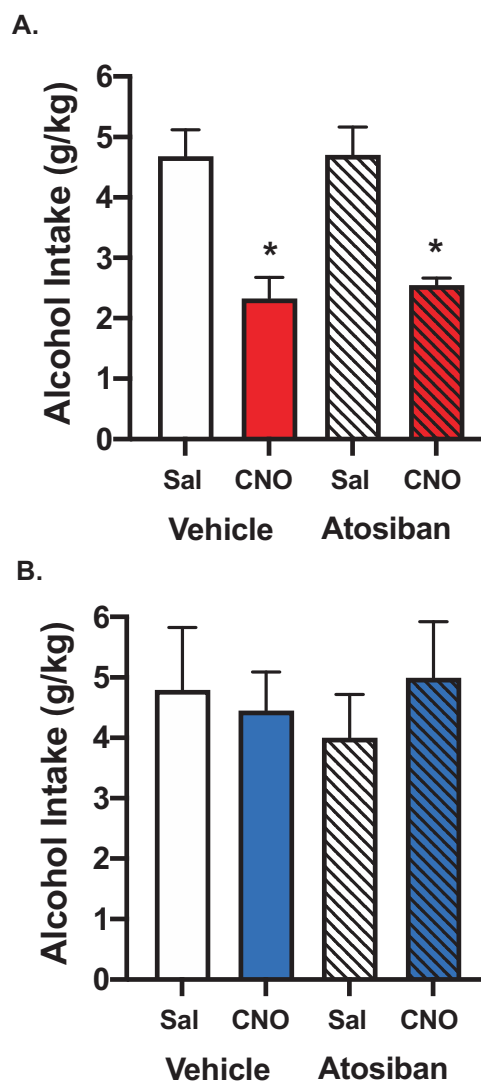 A.
Alcohol Intake (g/kg)
6
5
4
3
2
1
0
*
*
Sal CNO Sal CNO
Vehicle Atosiban
B.
Alcohol Intake (g/kg)
6
5
4
3
2
1
0
Sal CNO Sal CNO
Vehicle Atosiban